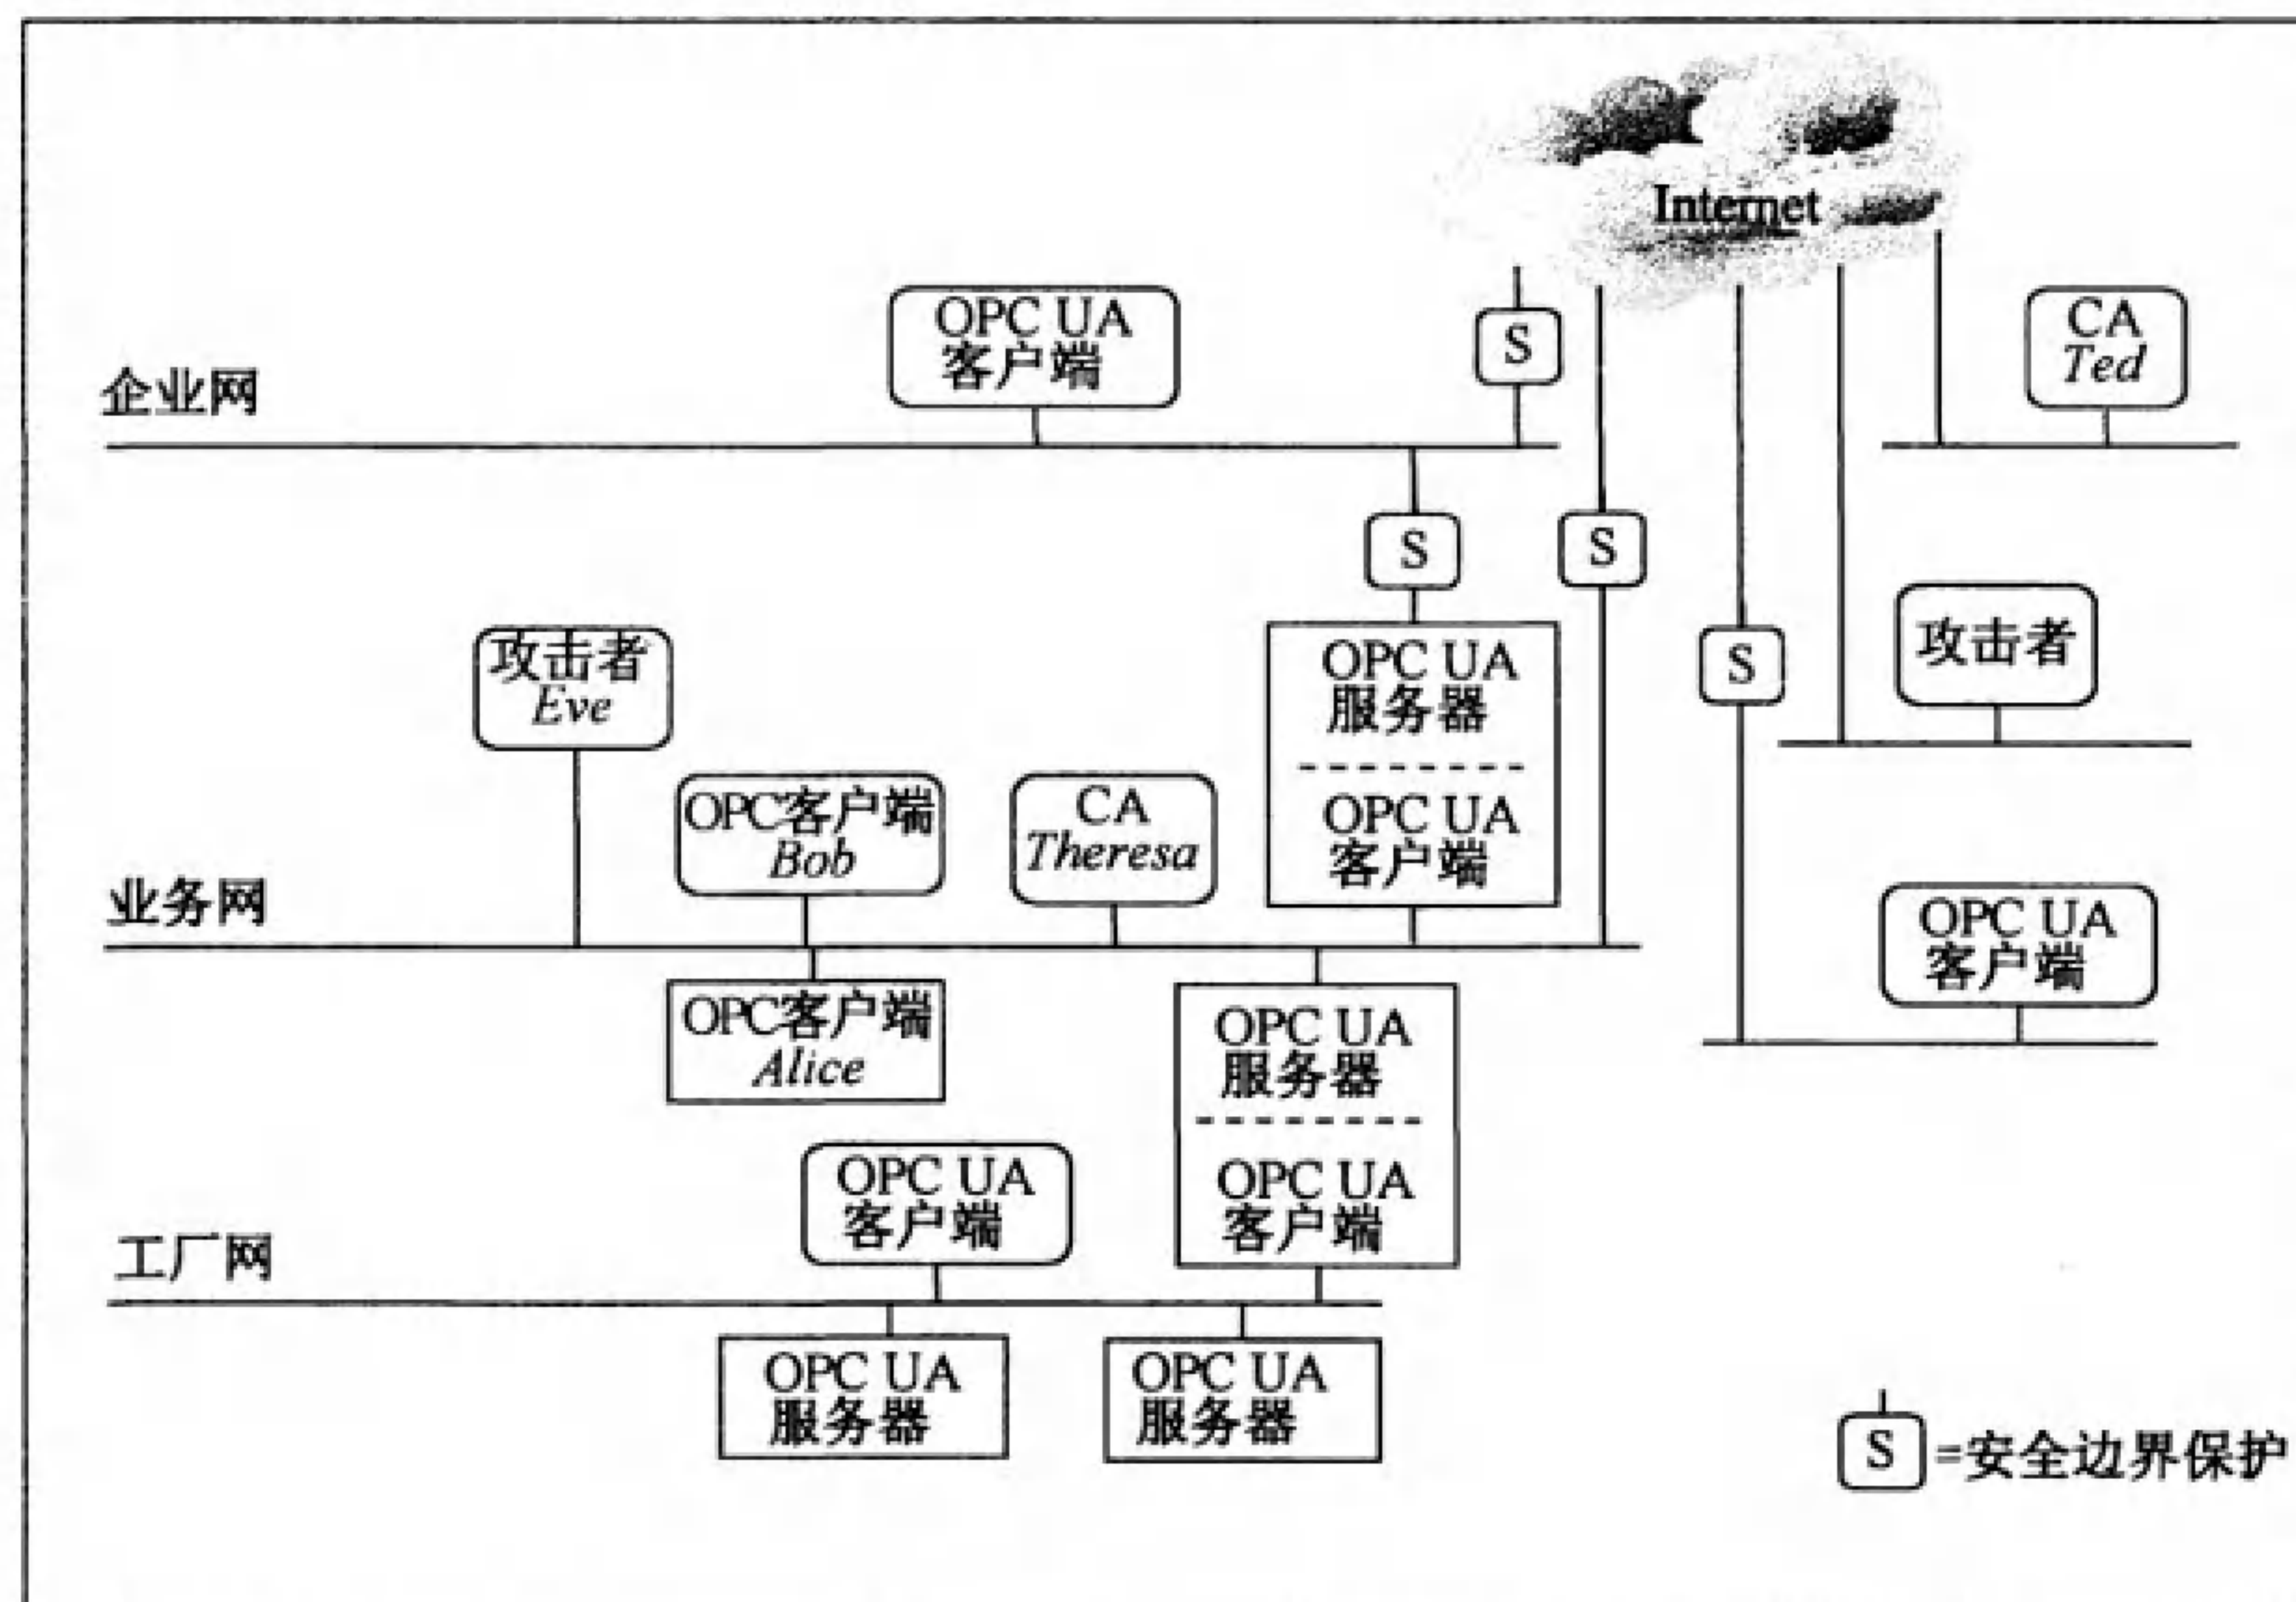 Internet
OPC UA
客户端
S
CA
Ted
企业网
S
S
攻击者
Eve
OPC UA
服务器
S
攻击者
OPC客户端
Bob
CA
Theresa
OPC UA
客户端
业务网
OPC UA
客户端
OPC客户端
Alice
OPC UA
服务器
OPC UA
客户端
OPC UA
客户端
工厂网
OPC UA
服务器
OPC UA
服务器
S =安全边界保护